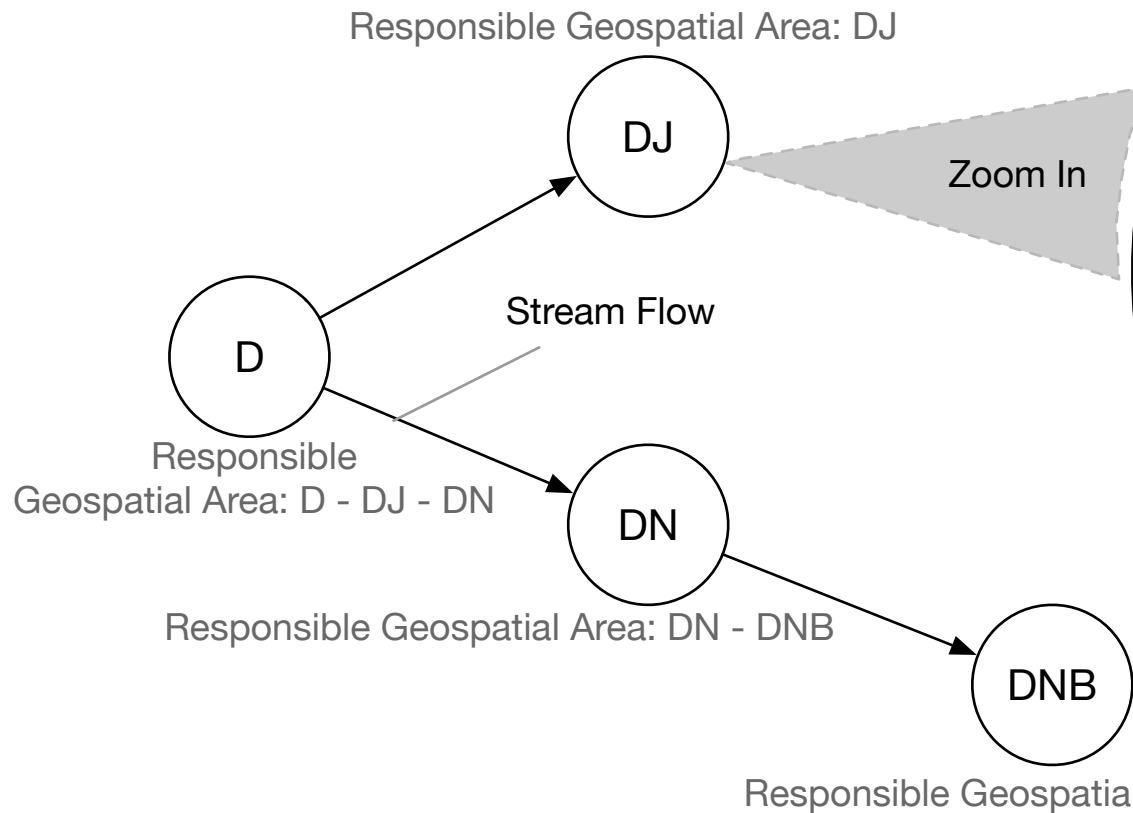 Responsible Geospatial Area: DJ
DJ
Zoom In
Stream Flow
D
Responsible
Geospatial Area: D - DJ - DN
DN
Responsible Geospatial Area: DN - DNB
DNB
Responsible Geospatia